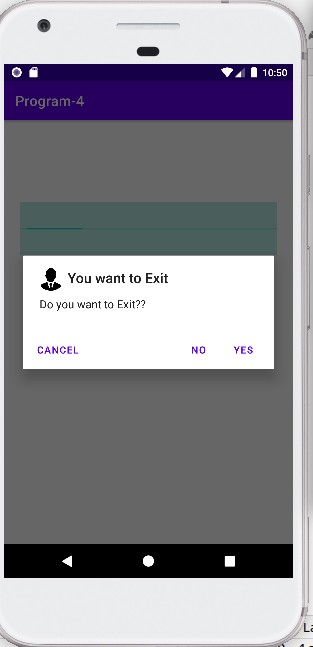 10:50
Program-4
You want to Exit
Do you want to Exit??
CANCEL NO YES